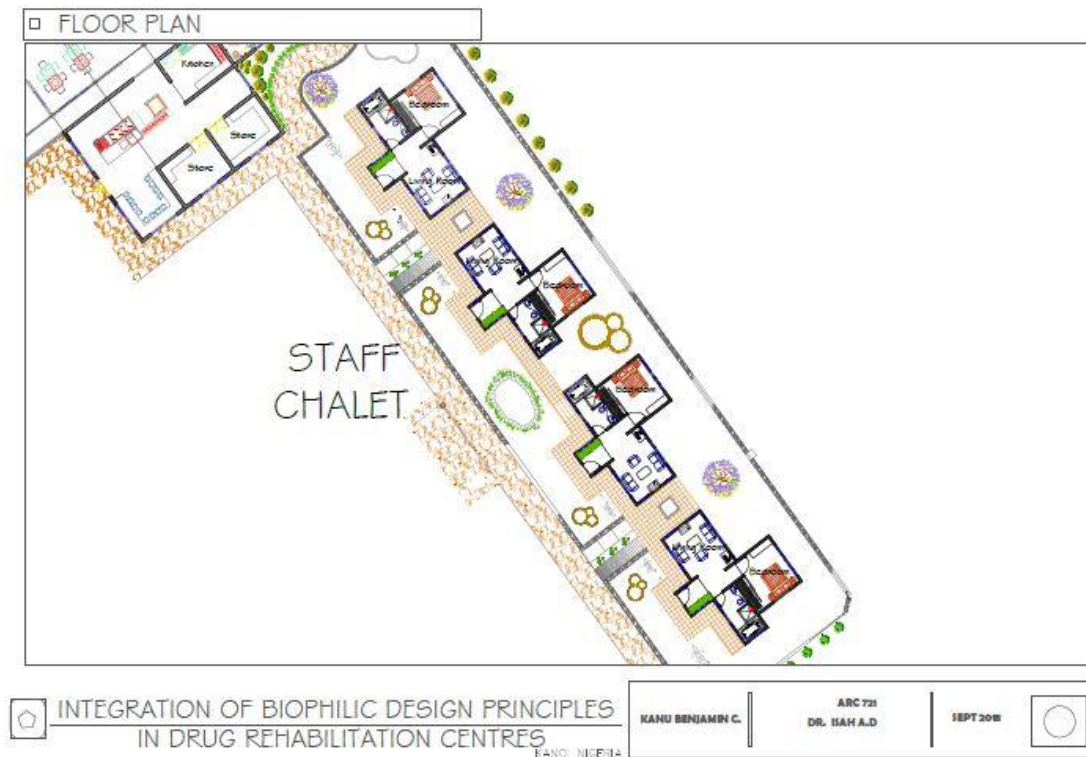 FLOOR PLAN
Kitchen
Store
Store
Bedroom
Living Room
Living Room
Bedroom
STAFF
CHALET
Bedroom
Living Room
Bedroom
INTEGRATION OF BIOPHILIC DESIGN PRINCIPLES
IN DRUG REHABILITATION CENTRES
KANO, NIGERIA
KANU BENJAMIN C.
ARC 721
DR. ISAH A.D
SEPT 2018